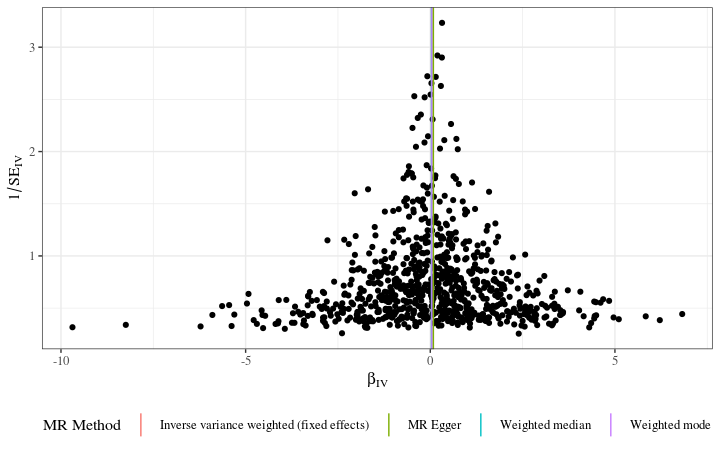 3
2
1
1/SE_IV
-10 -5 0 5
β_IV
MR Method Inverse variance weighted (fixed effects) MR Egger Weighted median Weighted mode